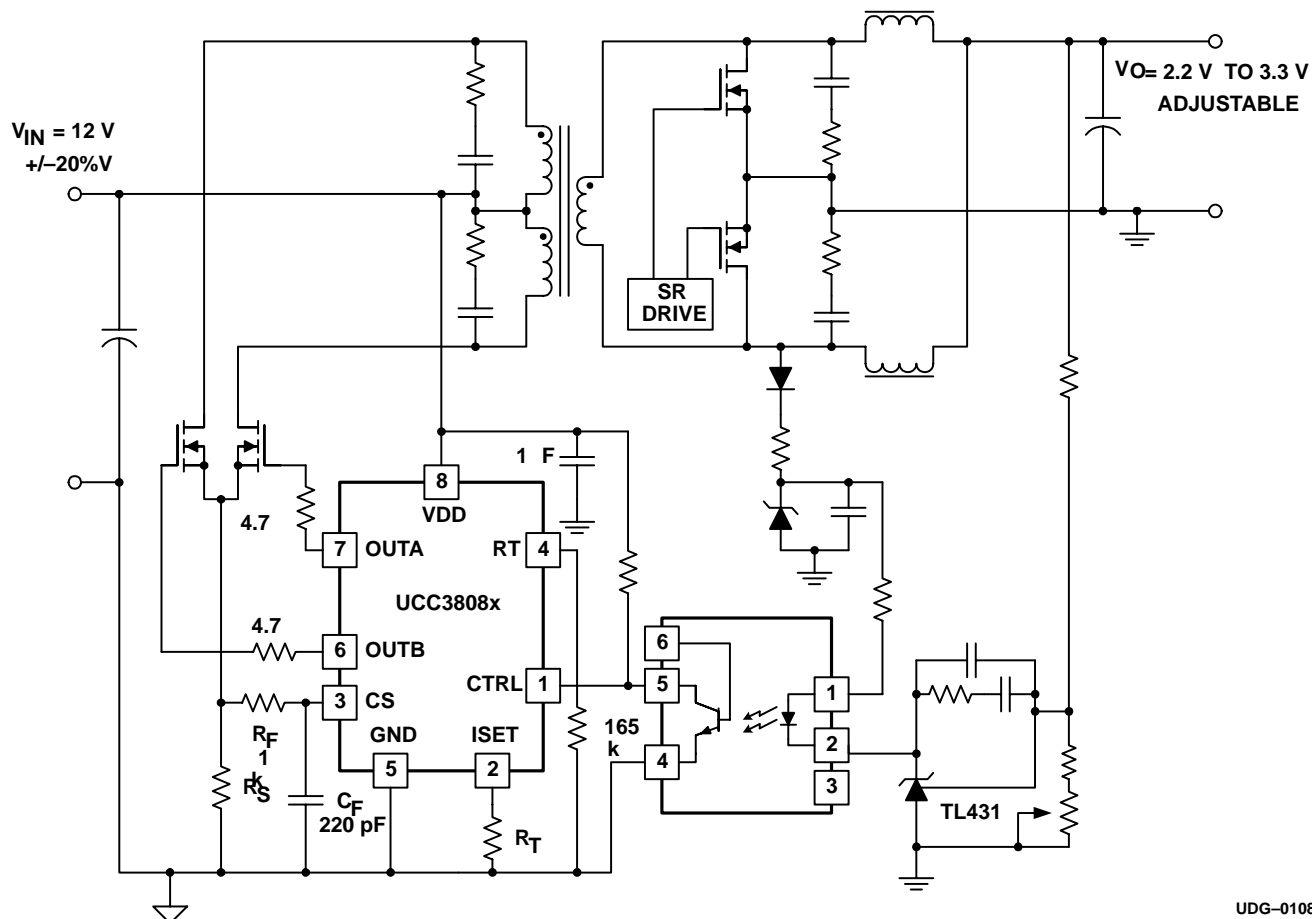 VIN = 12 V
+/–20%V
VO= 2.2 V TO 3.3 V
ADJUSTABLE
SR
DRIVE
1 F
8
VDD
4.7
7 OUTA
RT 4
UCC3808x
4.7
6 OUTB
3 CS
CTRL 1
GND
5
ISET
2
RF
1
k
RS
CF
220 pF
RT
165
k
6
5
4
1
2
3
TL431
UDG–0108